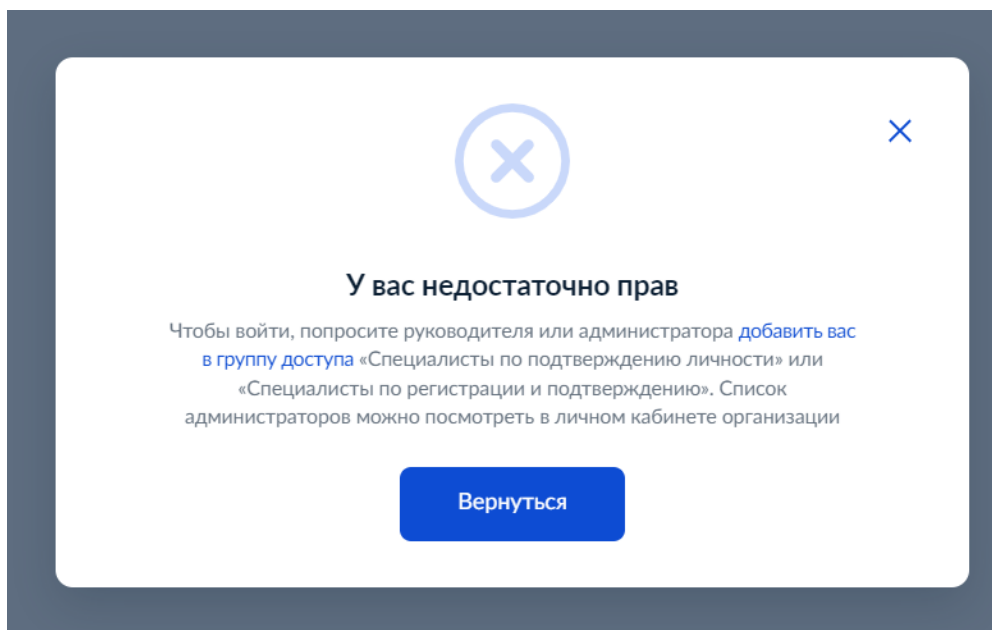 У вас недостаточно прав
Чтобы войти, попросите руководителя или администратора добавить вас
в группу доступа «Специалисты по подтверждению личности» или
«Специалисты по регистрации и подтверждению». Список
администраторов можно посмотреть в личном кабинете организации
Вернуться